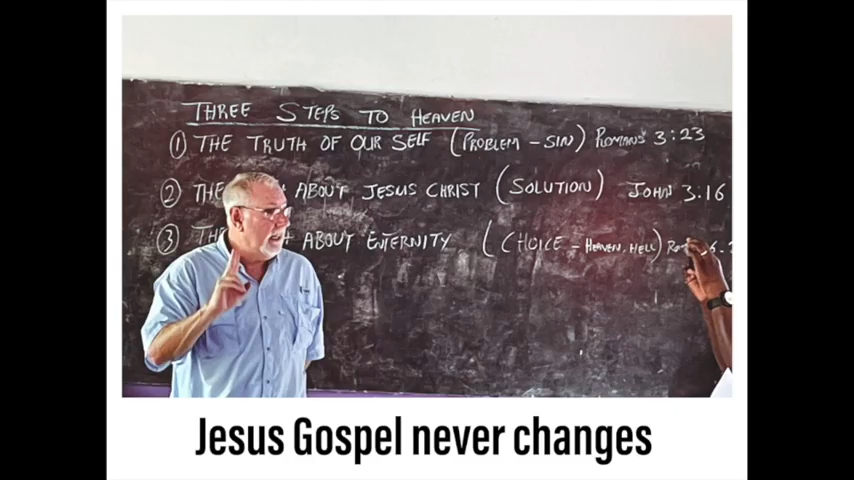 THREE STEPS TO HEAVEN
① THE TRUTH OF OUR SELF (PROBLEM - SIN) ROMANS 3:23
② THE ABOUT JESUS CHRIST (SOLUTION) JOHN 3:16
③ ABOUT ENTERNITY (CHOICE - HEAVEN, HELL)
Jesus Gospel never changes